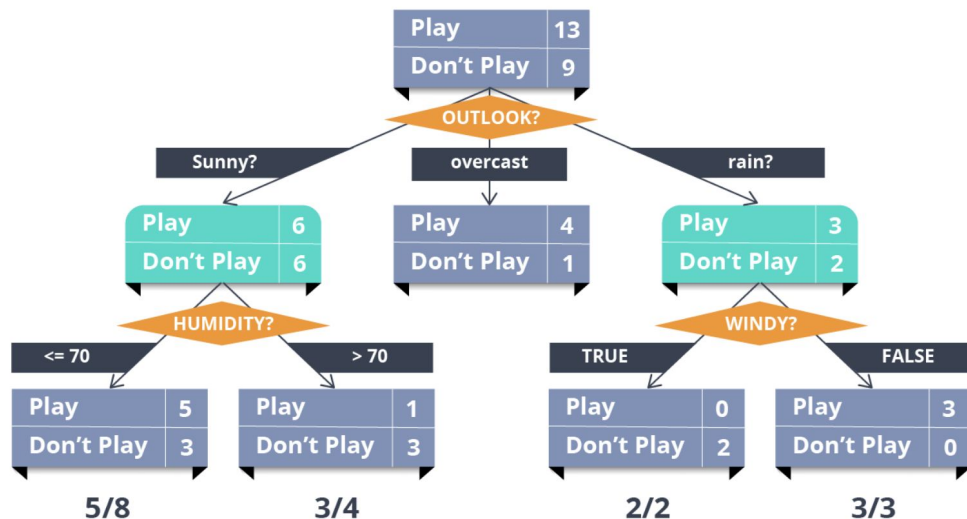 Play 13
Don't Play 9
OUTLOOK?
Sunny? overcast rain?
Play 6 Play 4 Play 3
Don't Play 6 Don't Play 1 Don't Play 2
HUMIDITY? WINDY?
<= 70 > 70 TRUE FALSE
Play 5 Play 1 Play 0 Play 3
Don't Play 3 Don't Play 3 Don't Play 2 Don't Play 0
5/8 3/4 2/2 3/3